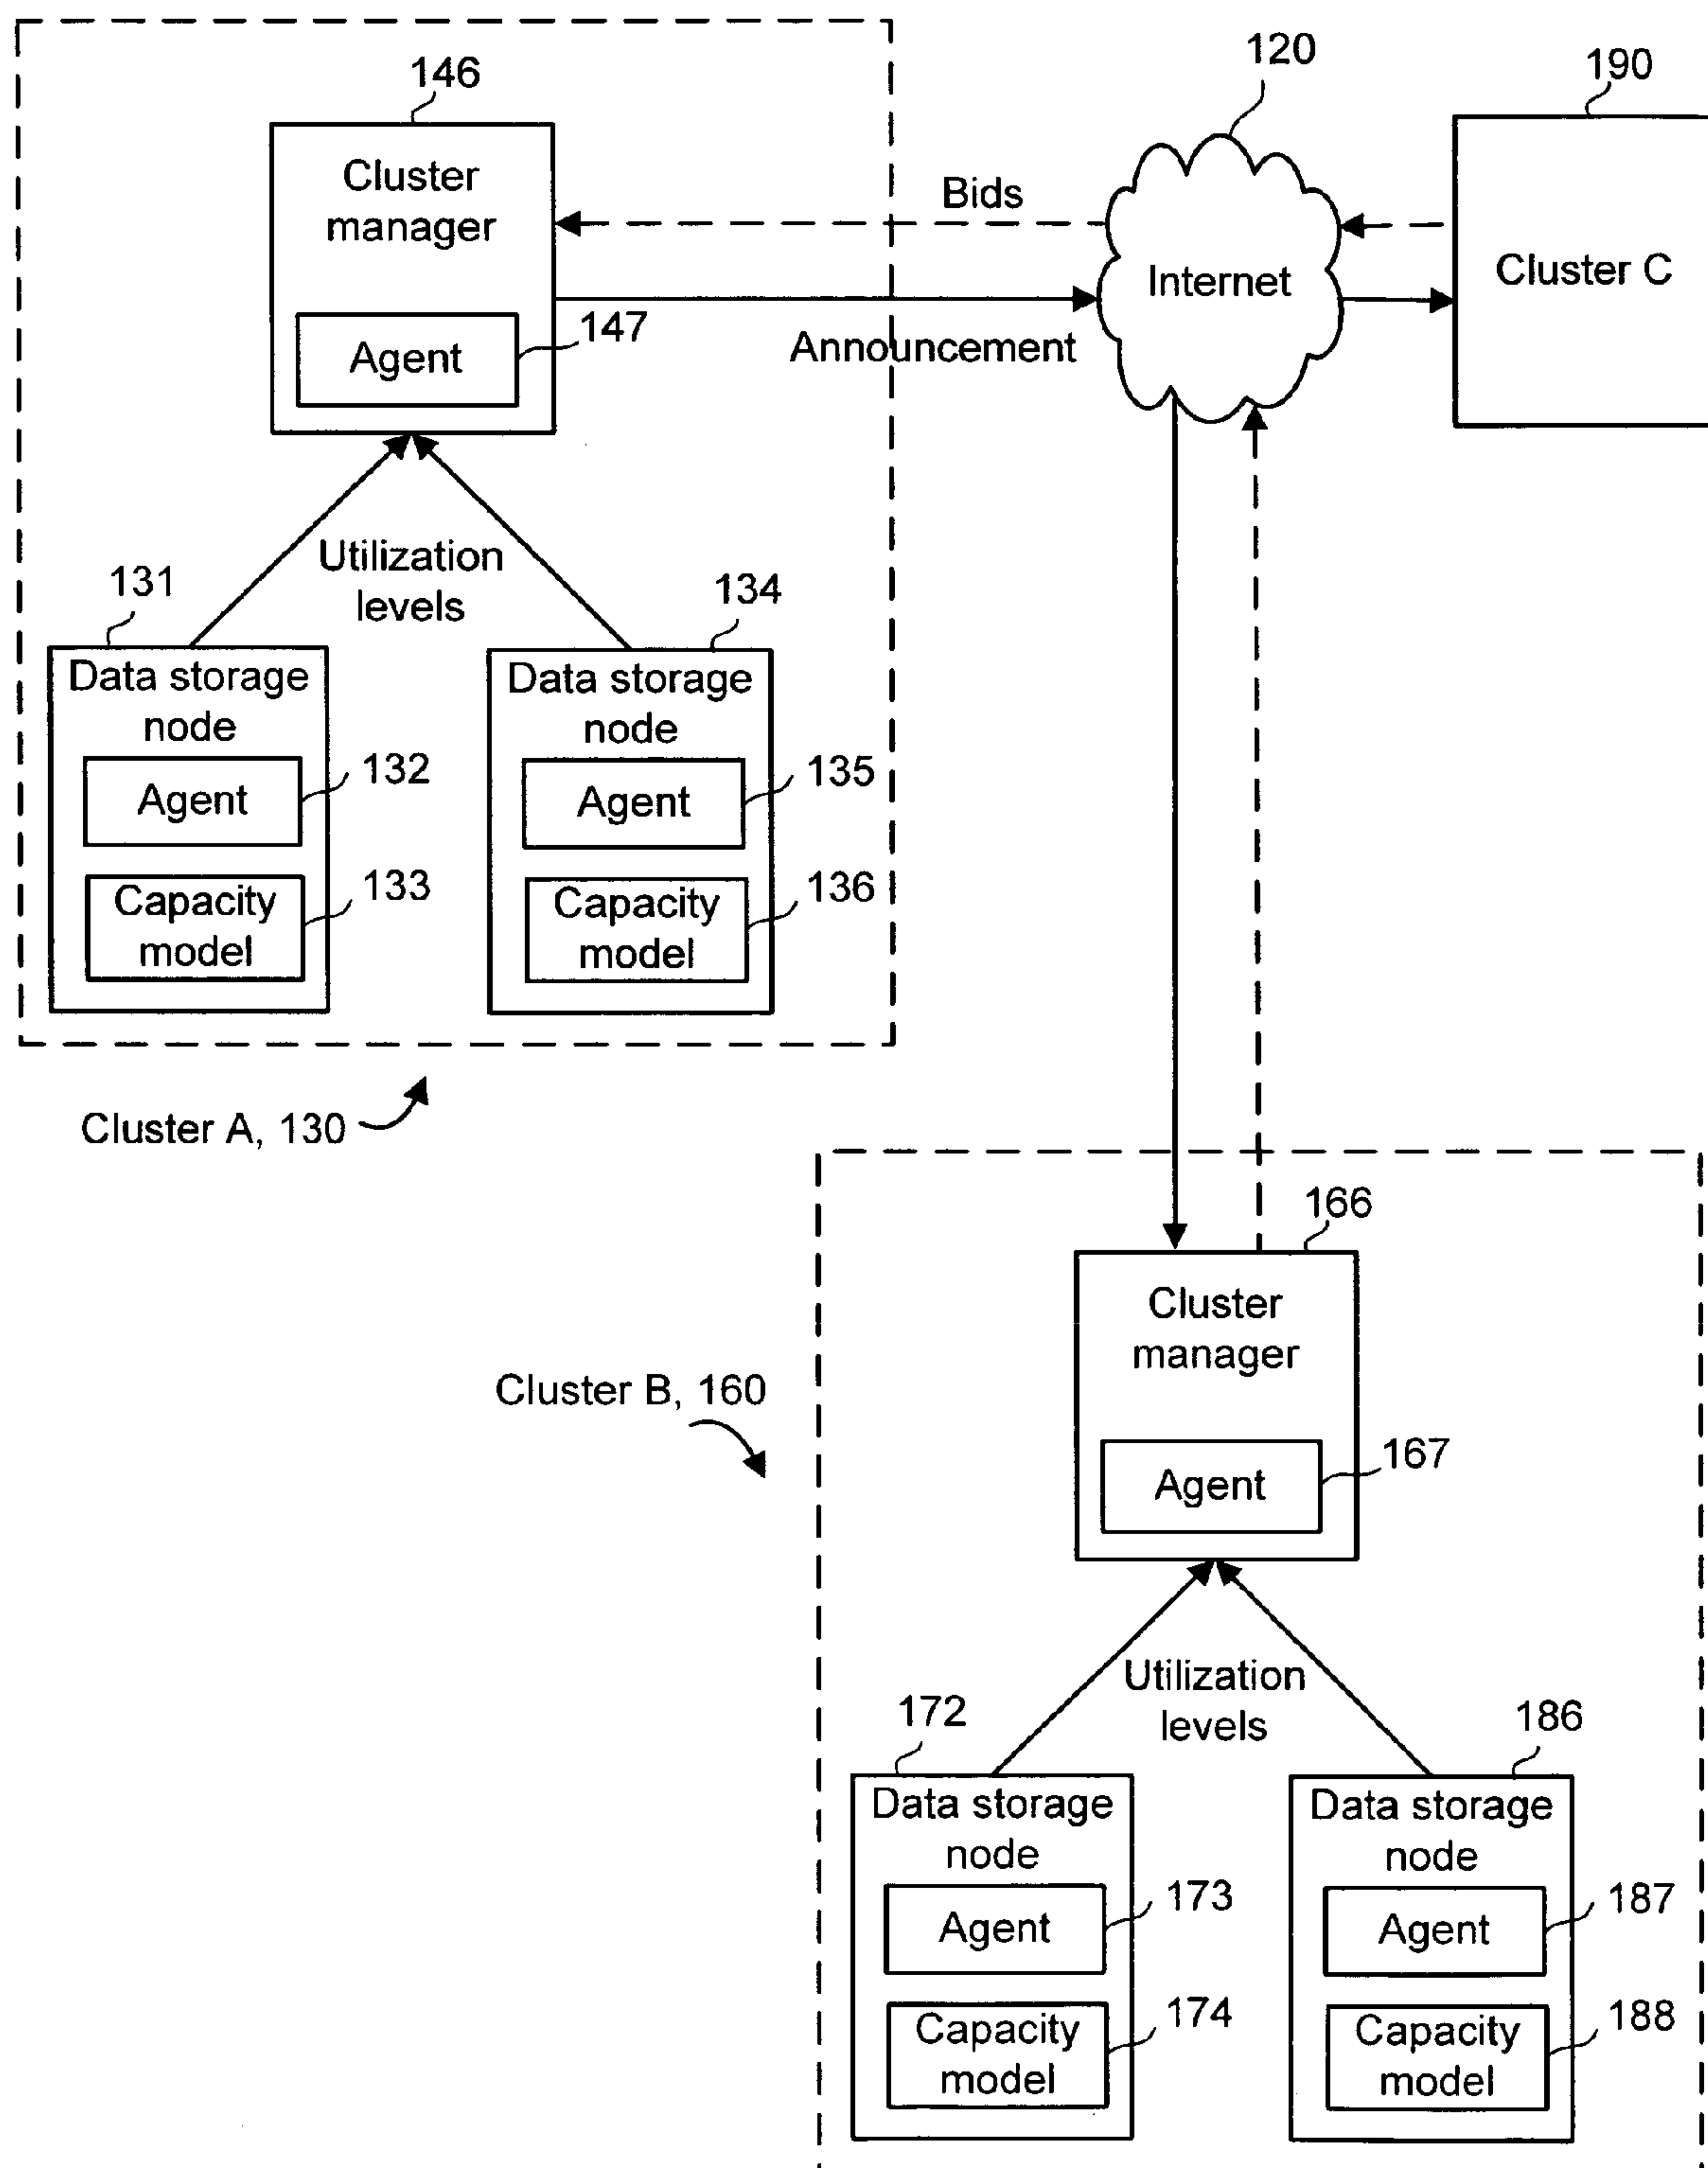 146
120
190
Cluster
manager
Bids
Internet
Cluster C
147
Agent
Announcement
Utilization
levels
131
134
Data storage
node
Data storage
node
132
Agent
135
Agent
133
Capacity
model
136
Capacity
model
Cluster A, 130
166
Cluster
manager
Cluster B, 160
167
Agent
Utilization
levels
172
186
Data storage
node
Data storage
node
173
Agent
187
Agent
174
Capacity
model
188
Capacity
model